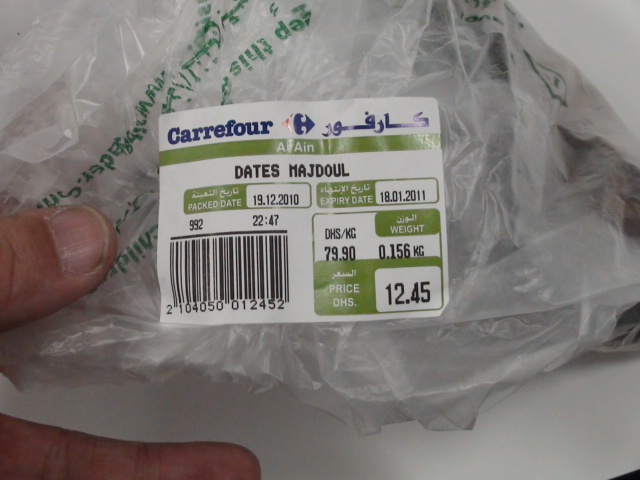 Keep this
Carrefour كارفور
Al Ain
DATES MAJDOUL
تاريخ التعبئة
PACKED DATE 19.12.2010
تاريخ الإنتهاء
EXPIRY DATE 18.01.2011
992 22:47
DHS/KG
79.90
الوزن
WEIGHT
0.156 KG
السعر
PRICE
DHS.
12.45
2 104050 012452